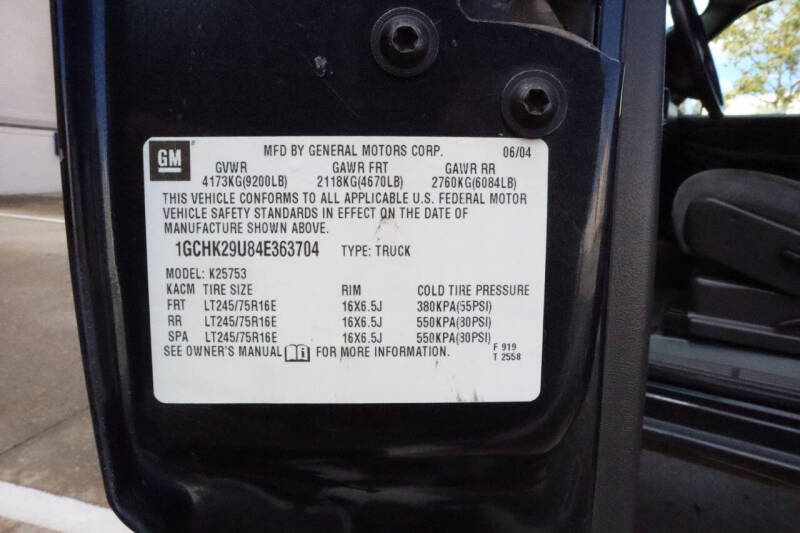 GM MFD BY GENERAL MOTORS CORP. 06/04
GVWR GAWR FRT GAWR RR
4173KG(9200LB) 2118KG(4670LB) 2760KG(6084LB)
THIS VEHICLE CONFORMS TO ALL APPLICABLE U.S. FEDERAL MOTOR
VEHICLE SAFETY STANDARDS IN EFFECT ON THE DATE OF
MANUFACTURE SHOWN ABOVE.
1GCHK29U84E363704 TYPE: TRUCK
MODEL: K25753
KACM TIRE SIZE RIM COLD TIRE PRESSURE
FRT LT245/75R16E 16X6.5J 380KPA(55PSI)
RR LT245/75R16E 16X6.5J 550KPA(80PSI)
SPA LT245/75R16E 16X6.5J 550KPA(80PSI)
SEE OWNER'S MANUAL FOR MORE INFORMATION. F 919
T 2558